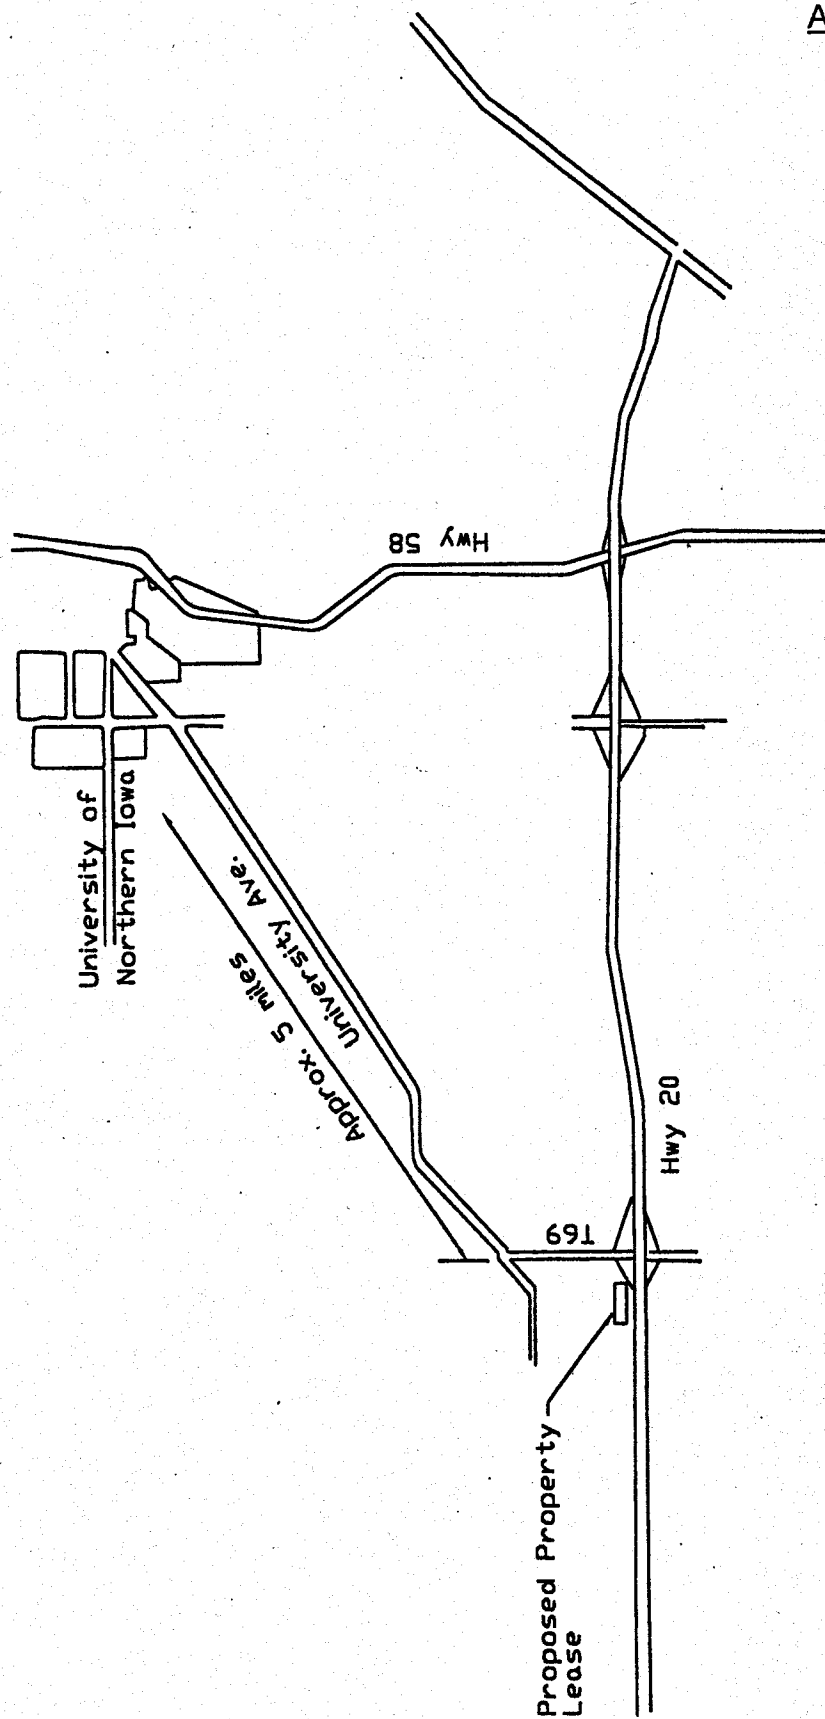 A
University of
Northern Iowa
Hwy 58
University Ave.
Approx. 5 miles
T69
Hwy 20
Proposed Property
Lease